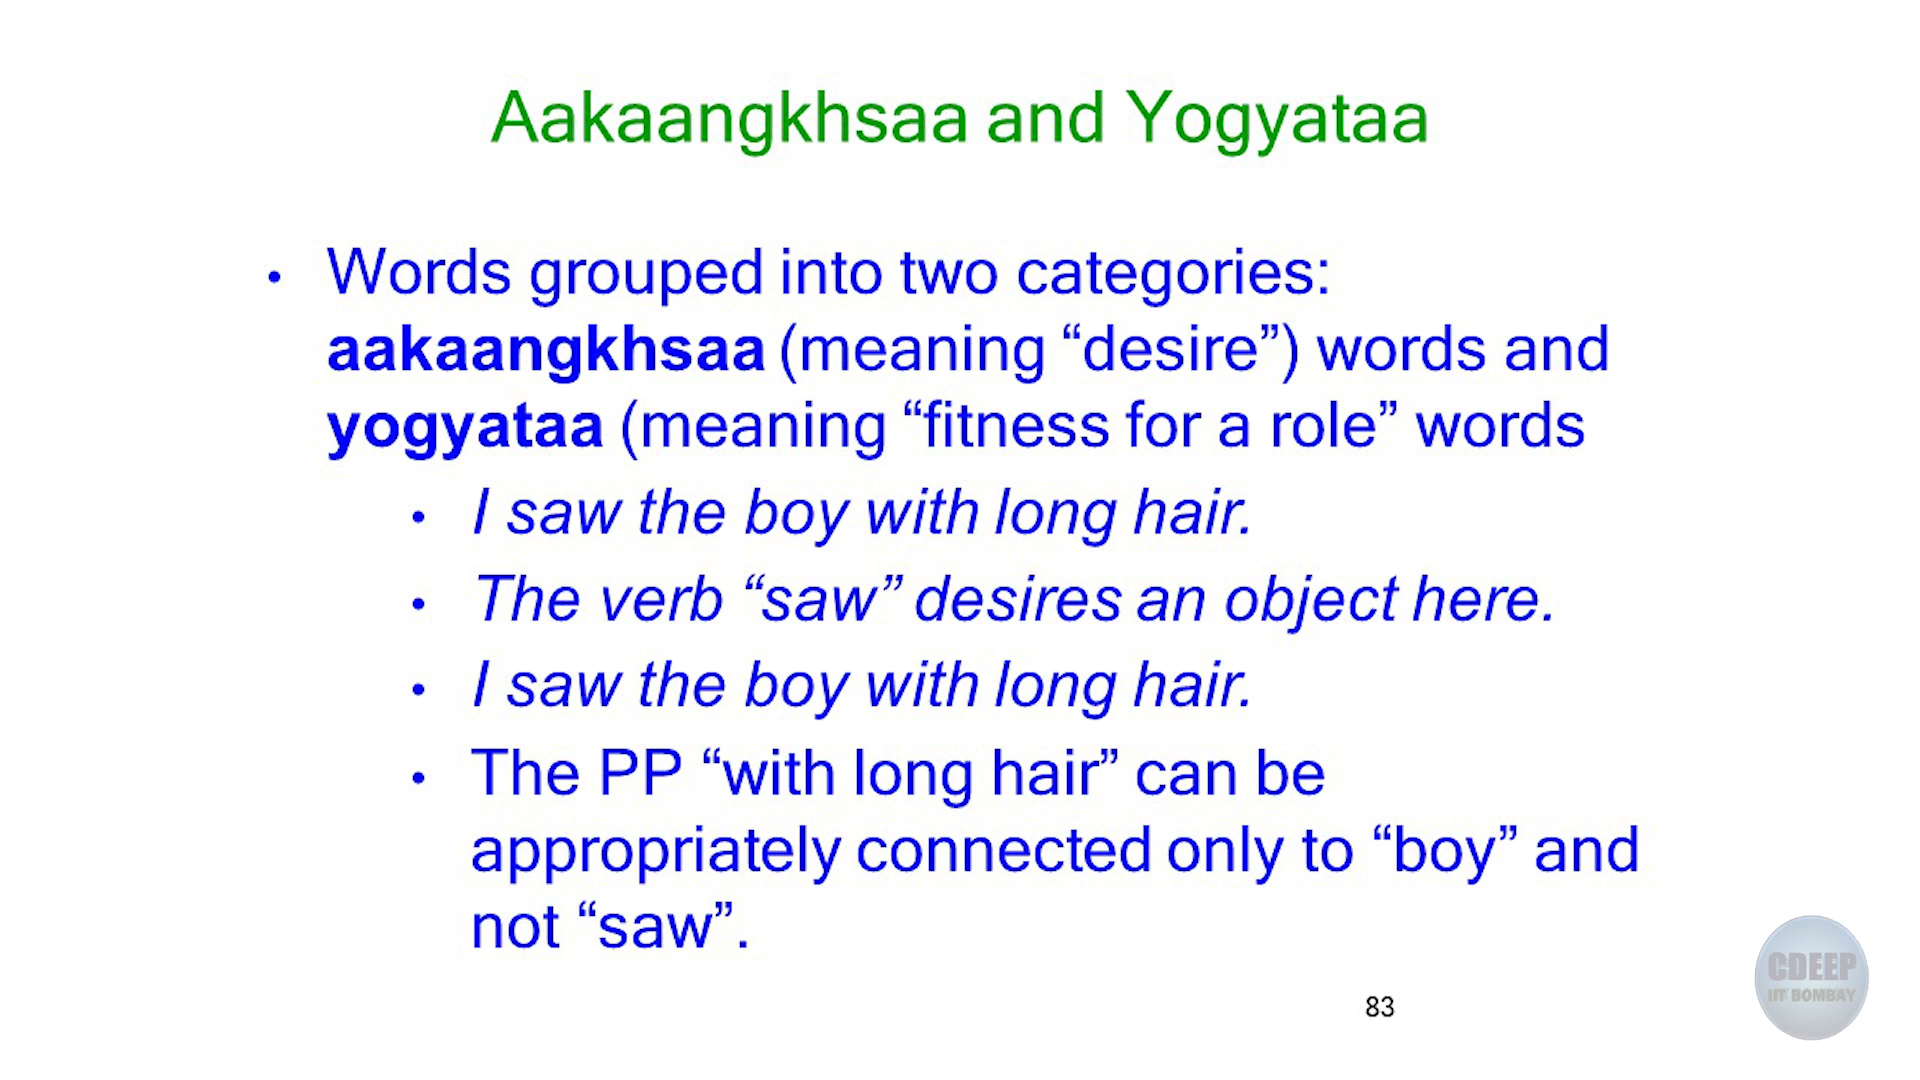 Aakaangkhsaa and Yogyataa
• Words grouped into two categories:
aakaangkhsaa (meaning “desire”) words and
yogyataa (meaning “fitness for a role” words
• I saw the boy with long hair.
• The verb “saw” desires an object here.
• I saw the boy with long hair.
• The PP “with long hair” can be
appropriately connected only to “boy” and
not “saw”.
CDEEP
IIT BOMBAY
83